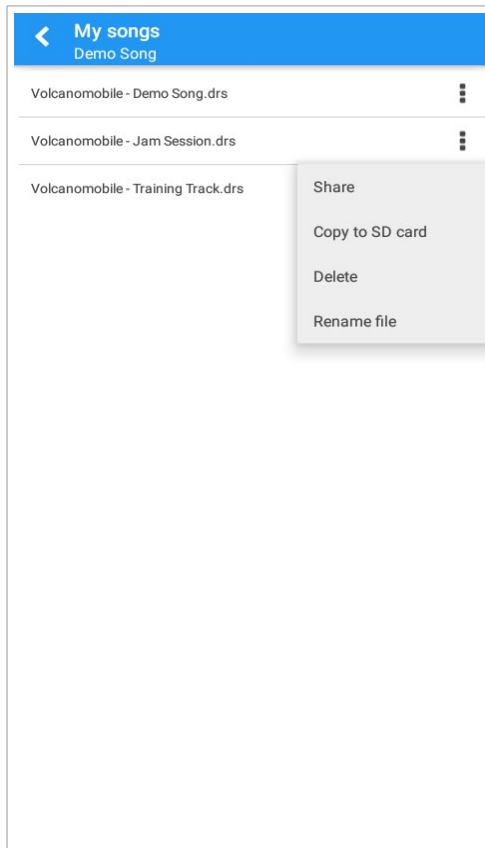 My songs
Demo Song
Volcanomobile - Demo Song.drs
Volcanomobile - Jam Session.drs
Volcanomobile - Training Track.drs
Share
Copy to SD card
Delete
Rename file